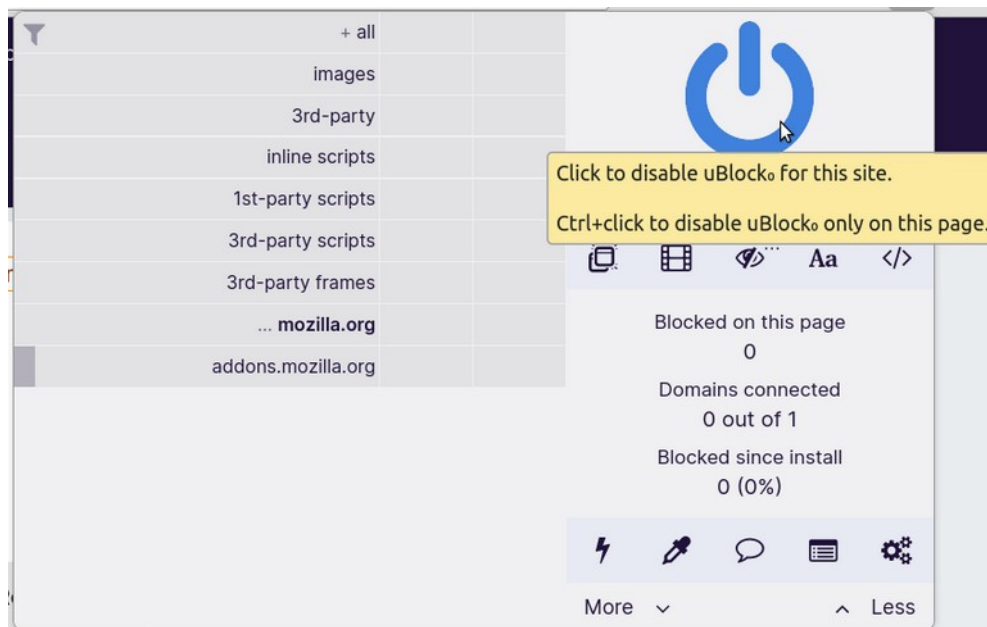 + all
images
3rd-party
inline scripts
1st-party scripts
3rd-party scripts
3rd-party frames
... mozilla.org
addons.mozilla.org
Click to disable uBlock₀ for this site.
Ctrl+click to disable uBlock₀ only on this page.
Aa
</>
Blocked on this page
0
Domains connected
0 out of 1
Blocked since install
0 (0%)
More
Less